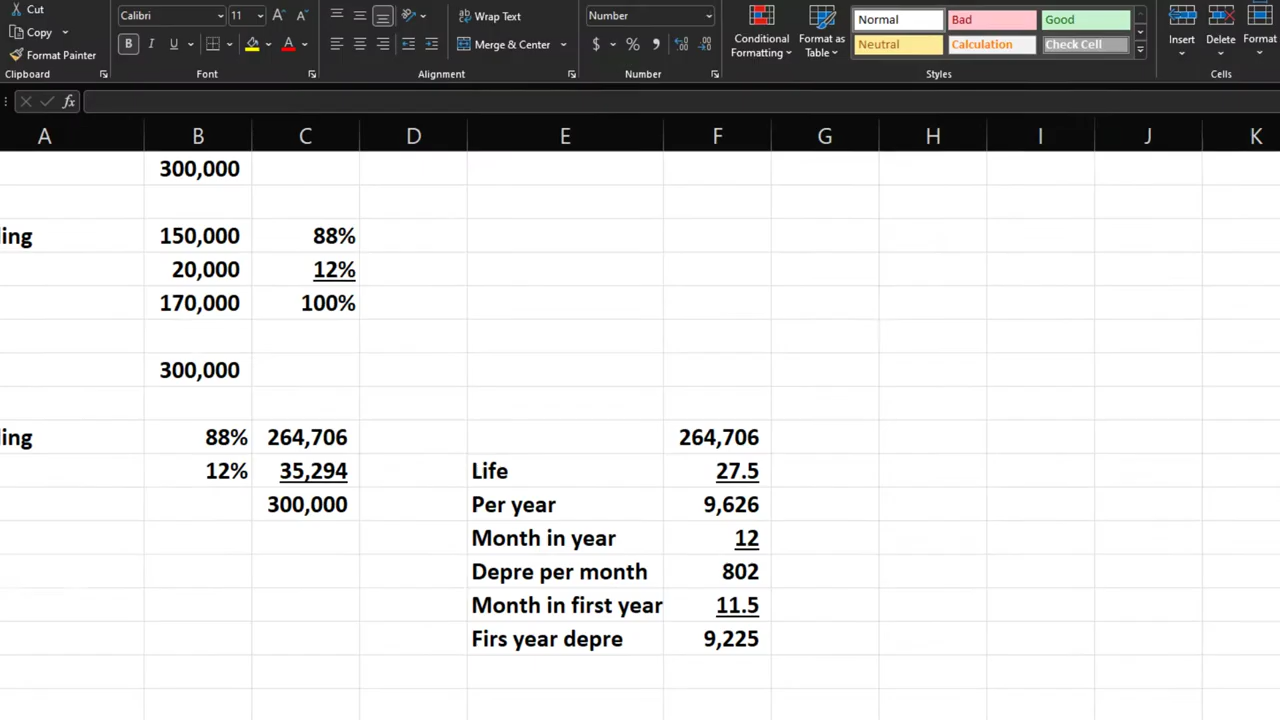 Cut
Calibri 11 Wrap Text Number Normal Bad Good
Copy
B I U Merge & Center $ % Conditional Formatting Format as Table Neutral Calculation Check Cell Insert Delete Format
Format Painter
Clipboard Font Alignment Number Styles Cells
fx
A B C D E F G H I J K
300,000
ling 150,000 88%
20,000 12%
170,000 100%
300,000
ling 88% 264,706 264,706
12% 35,294 Life 27.5
300,000 Per year 9,626
Month in year 12
Depre per month 802
Month in first year 11.5
Firs year depre 9,225